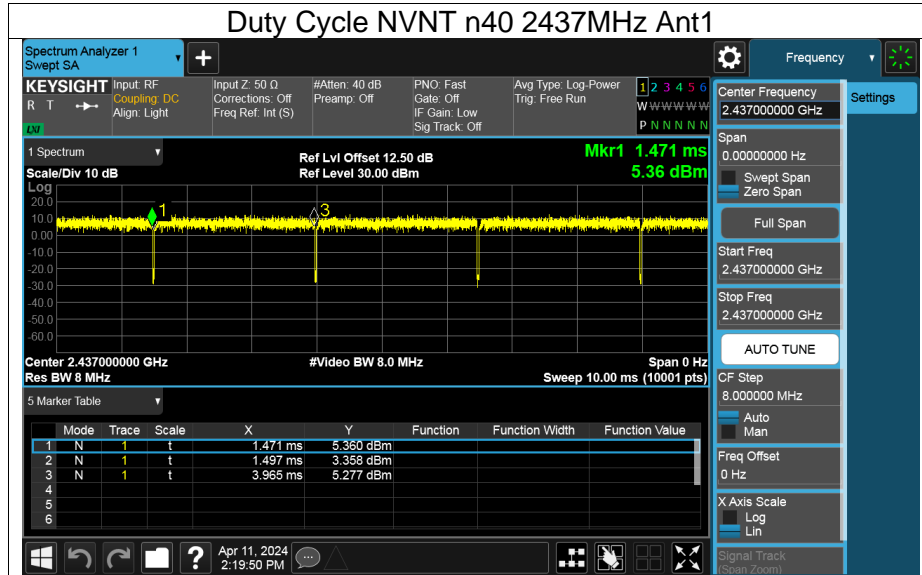 Duty Cycle NVNT n40 2437MHz Ant1
Spectrum Analyzer 1
Swept SA
+
Frequency
KEYSIGHT
R T
LXI
Input: RF
Coupling: DC
Align: Light
Input Z: 50 Ω
Corrections: Off
Freq Ref: Int (S)
#Atten: 40 dB
Preamp: Off
PNO: Fast
Gate: Off
IF Gain: Low
Sig Track: Off
Avg Type: Log-Power
Trig: Free Run
1 2 3 4 5 6
W W W W W W
P N N N N N
Center Frequency
2.437000000 GHz
Settings
1 Spectrum
Scale/Div 10 dB
Ref Lvl Offset 12.50 dB
Ref Level 30.00 dBm
Mkr1 1.471 ms
5.36 dBm
Log
20.0
10.0
0.00
-10.0
-20.0
-30.0
-40.0
-50.0
-60.0
1
3
Center 2.437000000 GHz
#Video BW 8.0 MHz
Span 0 Hz
Res BW 8 MHz
Sweep 10.00 ms (10001 pts)
Span
0.00000000 Hz
Swept Span
Zero Span
Full Span
Start Freq
2.437000000 GHz
Stop Freq
2.437000000 GHz
AUTO TUNE
CF Step
8.000000 MHz
Auto
Man
Freq Offset
0 Hz
X Axis Scale
Log
Lin
Signal Track
(Span Zoom)
5 Marker Table
Mode Trace Scale X Y Function Function Width Function Value
1 N 1 t 1.471 ms 5.360 dBm
2 N 1 t 1.497 ms 3.358 dBm
3 N 1 t 3.965 ms 5.277 dBm
4
5
6
?
Apr 11, 2024
2:19:50 PM